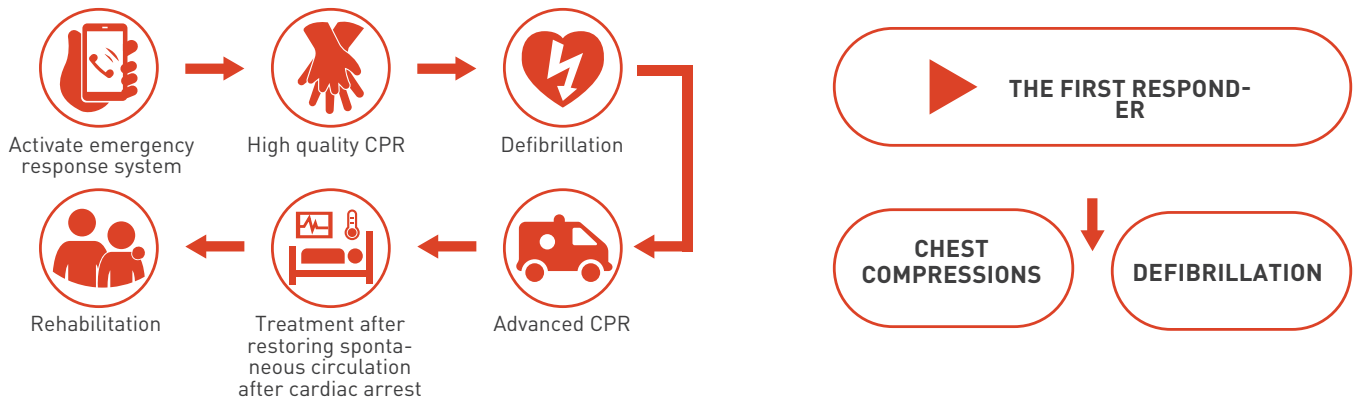 Activate emergency
response system
High quality CPR
Defibrillation
Rehabilitation
Treatment after
restoring sponta-
neous circulation
after cardiac arrest
Advanced CPR
THE FIRST RESPOND-
ER
CHEST
COMPRESSIONS
DEFIBRILLATION